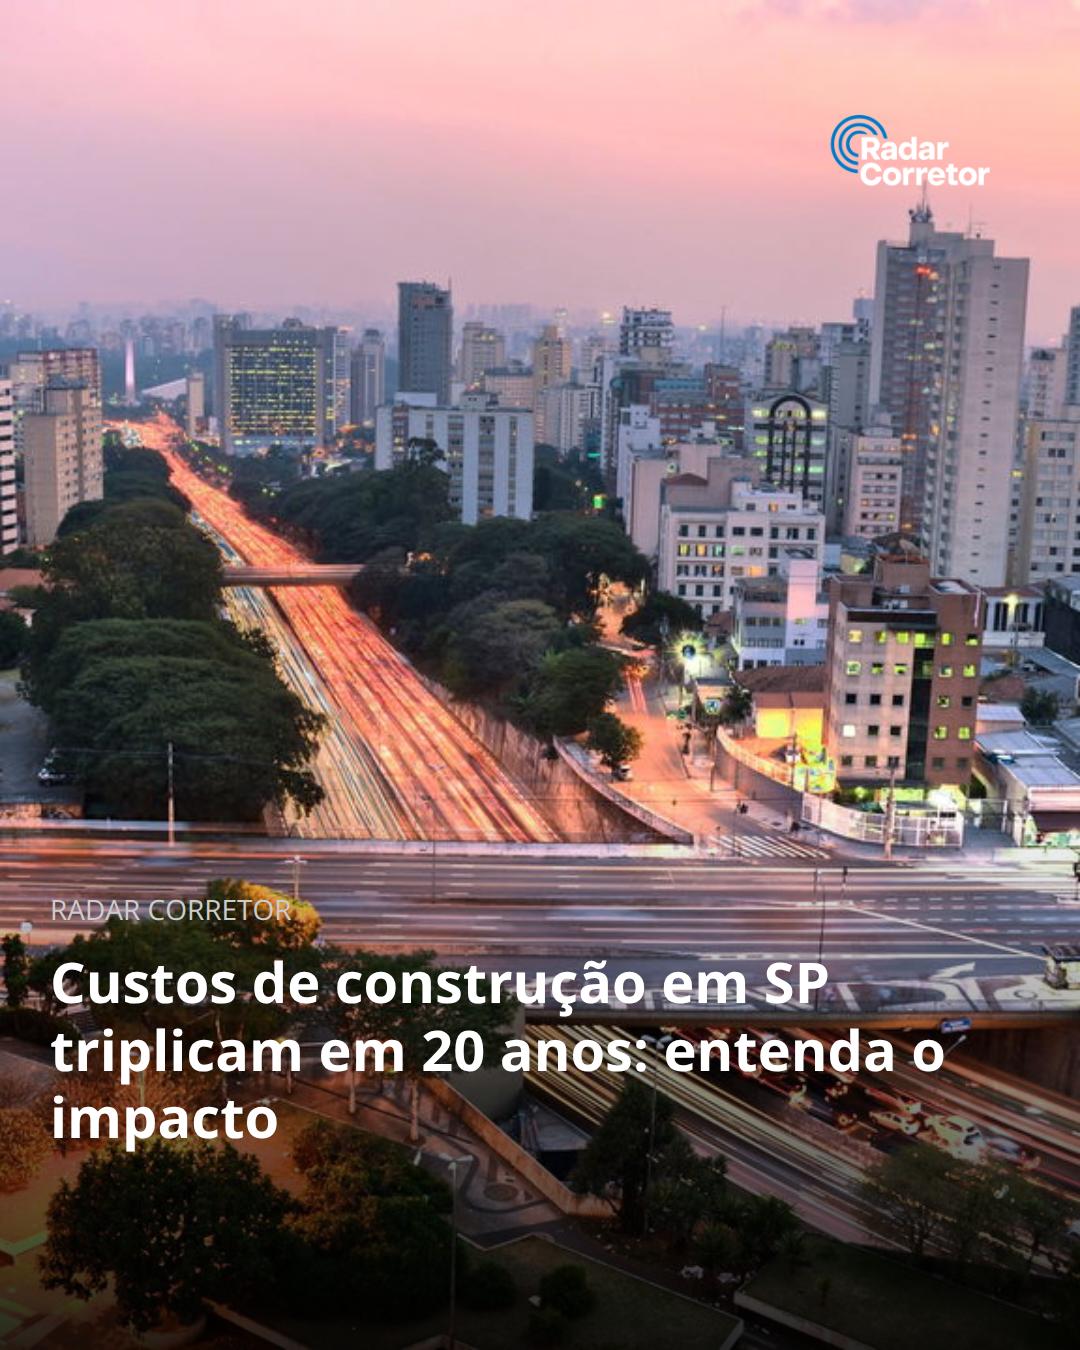 Radar
Corretor
RADAR CORRETOR
Custos de construção em SP
triplicam em 20 anos: entenda o
impacto